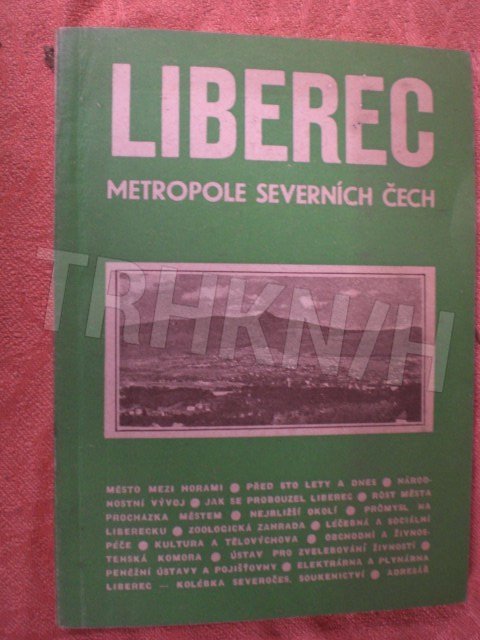 LIBEREC
METROPOLE SEVERNÍCH ČECH
TRHKNIH
MĚSTO MEZI HORAMI ● PŘED STO LETY A DNES ● NÁROD-
NOSTNÍ VÝVOJ ● JAK SE PROBOUZEL LIBEREC ● RŮST MĚSTA
PROCHÁZKA MĚSTEM ● NEJBLIŽŠÍ OKOLÍ ● PRŮMYSL NA
LIBERECKU ● ZOOLOGICKÁ ZAHRADA ● LÉČEBNÁ A SOCIÁLNÍ
PÉČE ● KULTURA A TĚLOVÝCHOVA ● OBCHODNÍ A ŽIVNOS-
TENSKÁ KOMORA ● ÚSTAV PRO ZVELEBOVÁNÍ ŽIVNOSTÍ ●
PENĚŽNÍ ÚSTAVY A POJIŠŤOVNY ● ELEKTRÁRNA A PLYNÁRNA
LIBEREC — KOLÉBKA SEVEROČES. SOUKENICTVÍ ● ADRESÁŘ